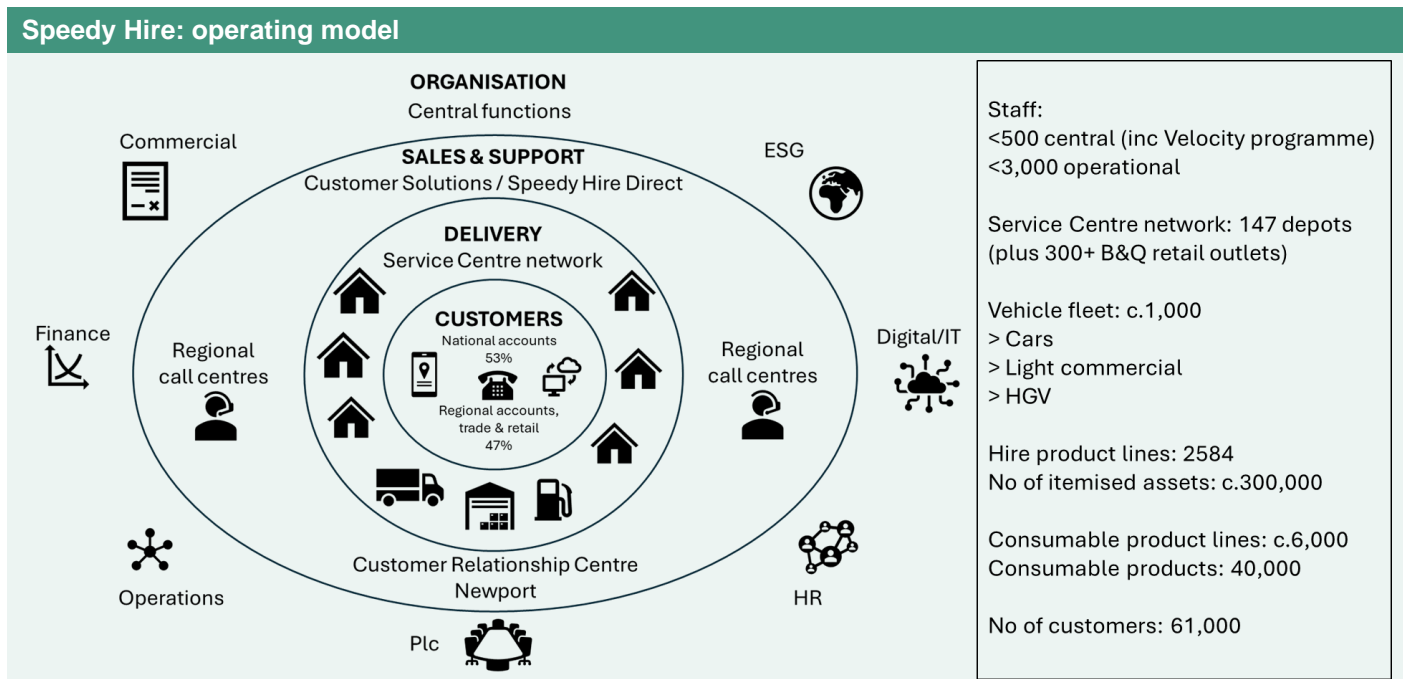 Speedy Hire: operating model
ORGANISATION
Central functions
Commercial
ESG
SALES & SUPPORT
Customer Solutions / Speedy Hire Direct
DELIVERY
Service Centre network
CUSTOMERS
National accounts
53%
Regional accounts,
trade & retail
47%
Finance
Digital/IT
Regional
call centres
Regional
call centres
Customer Relationship Centre
Newport
Operations
HR
Plc
Staff:
<500 central (inc Velocity programme)
<3,000 operational
Service Centre network: 147 depots
(plus 300+ B&Q retail outlets)
Vehicle fleet: c.1,000
> Cars
> Light commercial
> HGV
Hire product lines: 2584
No of itemised assets: c.300,000
Consumable product lines: c.6,000
Consumable products: 40,000
No of customers: 61,000